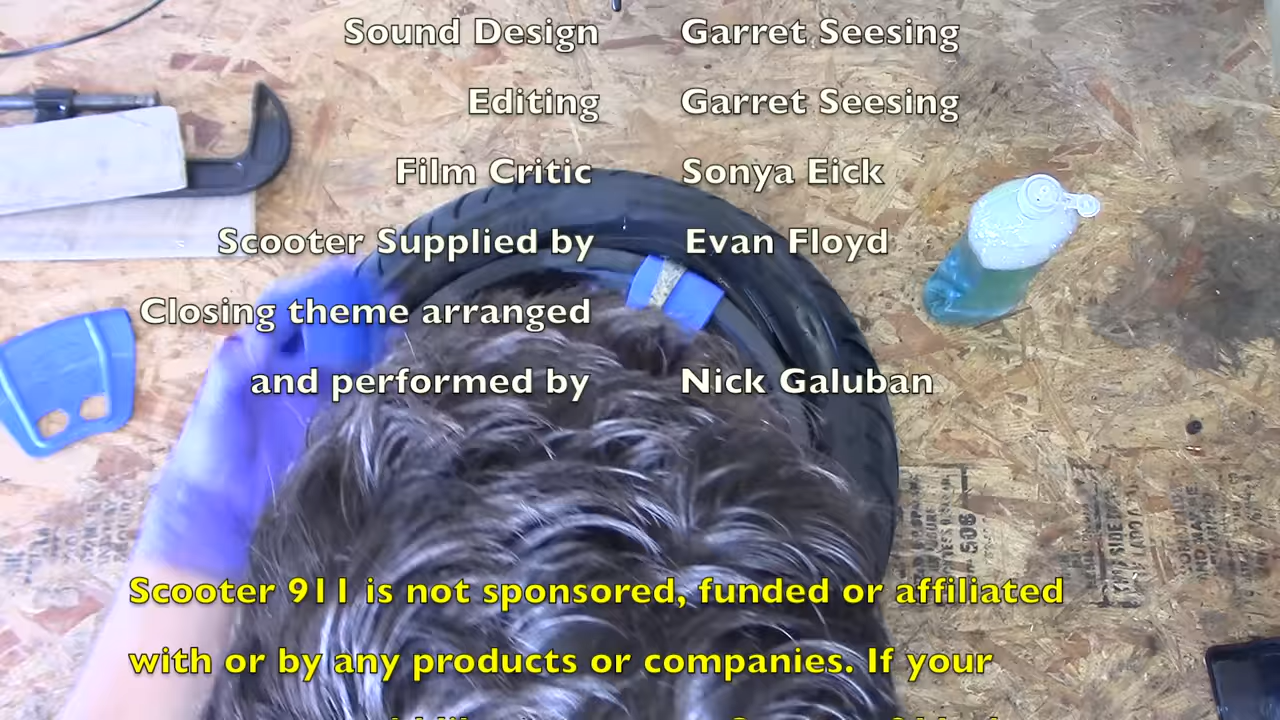 Sound Design Garret Seesing
Editing Garret Seesing
Film Critic Sonya Eick
Scooter Supplied by Evan Floyd
Closing theme arranged
and performed by Nick Galuban
508
Scooter 911 is not sponsored, funded or affiliated
with or by any products or companies. If your